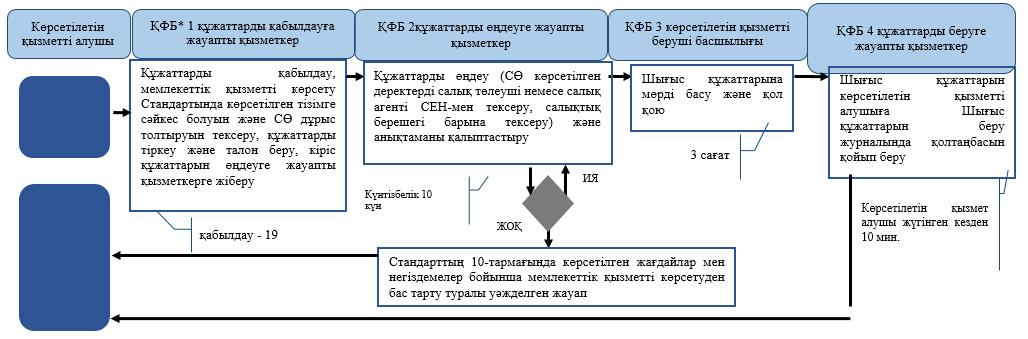 Көрсетілетін
қызметті алушы
ҚФБ* 1 құжаттарды қабылдауға
жауапты қызметкер
ҚФБ 2құжаттарды өңдеуге жауапты
қызметкер
ҚФБ 3 көрсетілетін қызметті
беруші басшылығы
ҚФБ 4 құжаттарды беруге
жауапты қызметкер
Құжаттарды қабылдау,
мемлекеттік қызметті көрсету
Стандартында көрсетілген тізімге
сәйкес болуын және СӨ дұрыс
толтыруын тексеру, құжаттарды
тіркеу және талон беру, кіріс
құжаттарын өңдеуге жауапты
қызметкерге жіберу
Құжаттарды өңдеу (СӨ көрсетілген
деректерді салық төлеуші немесе салық
агенті СЕН-мен тексеру, салықтық
берешегі барына тексеру) және
анықтаманы қалыптастыру
Шығыс құжаттарына
мөрді басу және қол
қою
Шығыс құжаттарын
көрсетілетін қызметті
алушыға Шығыс
құжаттарын беру
журналында қолтаңбасын
қойып беру
3 сағат
ИЯ
Күнтізбелік 10
күн
ЖОҚ
Көрсетілетін қызмет
алушы жүгінген кезден
10 мин.
қабылдау - 19
Стандарттың 10-тармағында көрсетілген жағдайлар мен
негіздемелер бойынша мемлекеттік қызметті көрсетуден
бас тарту туралы уәжделген жауап